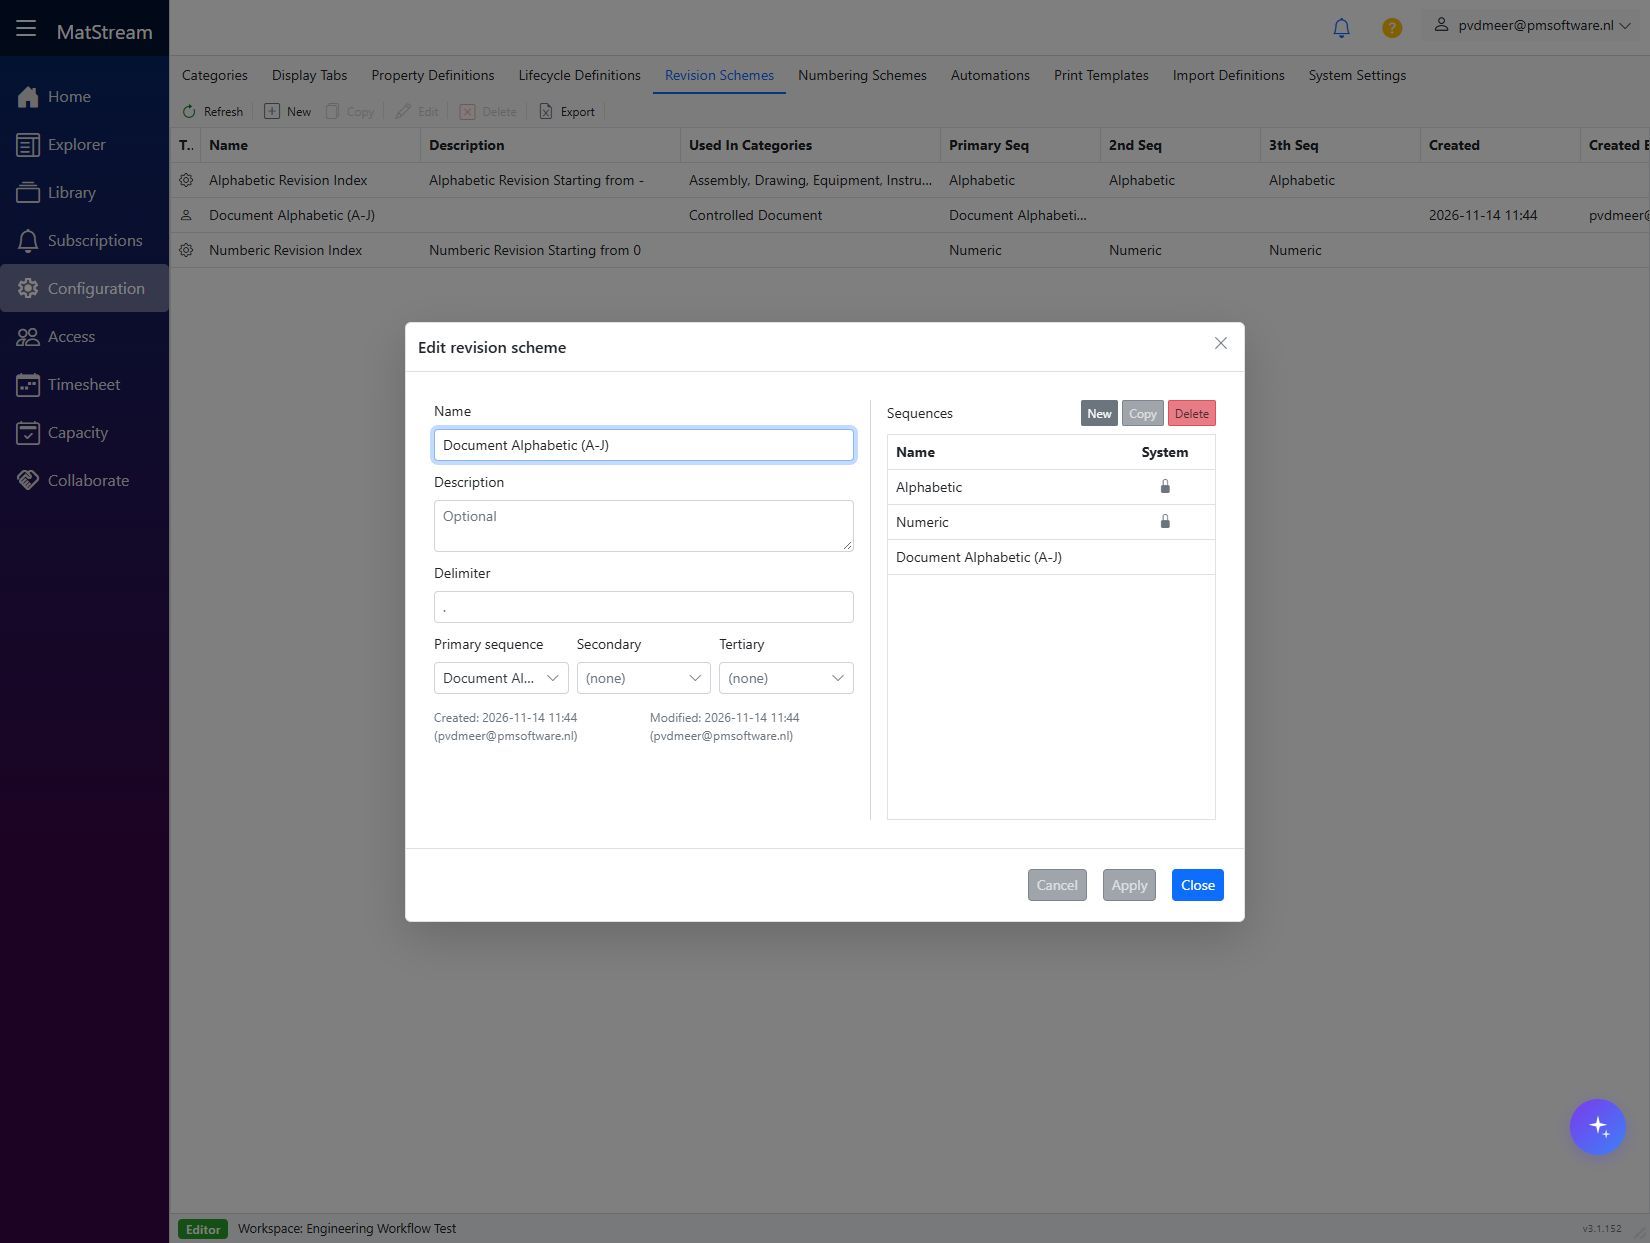 MatStream
pvdmeer@pmsoftware.nl
Home
Explorer
Library
Subscriptions
Configuration
Access
Timesheet
Capacity
Collaborate
Categories Display Tabs Property Definitions Lifecycle Definitions Revision Schemes Numbering Schemes Automations Print Templates Import Definitions System Settings
Refresh New Copy Edit Delete Export
T.. Name Description Used In Categories Primary Seq 2nd Seq 3th Seq Created Created
Alphabetic Revision Index Alphabetic Revision Starting from - Assembly, Drawing, Equipment, Instru... Alphabetic Alphabetic Alphabetic
Document Alphabetic (A-J) Controlled Document Document Alphabeti... 2026-11-14 11:44 pvdmeer@
Numberic Revision Index Numberic Revision Starting from 0 Numeric Numeric Numeric
Edit revision scheme
Name
Document Alphabetic (A-J)
Description
Optional
Delimiter
.
Primary sequence Secondary Tertiary
Document Al... (none) (none)
Created: 2026-11-14 11:44 Modified: 2026-11-14 11:44
(pvdmeer@pmsoftware.nl) (pvdmeer@pmsoftware.nl)
Sequences New Copy Delete
Name System
Alphabetic
Numeric
Document Alphabetic (A-J)
Cancel Apply Close
Editor Workspace: Engineering Workflow Test
v3.1.152